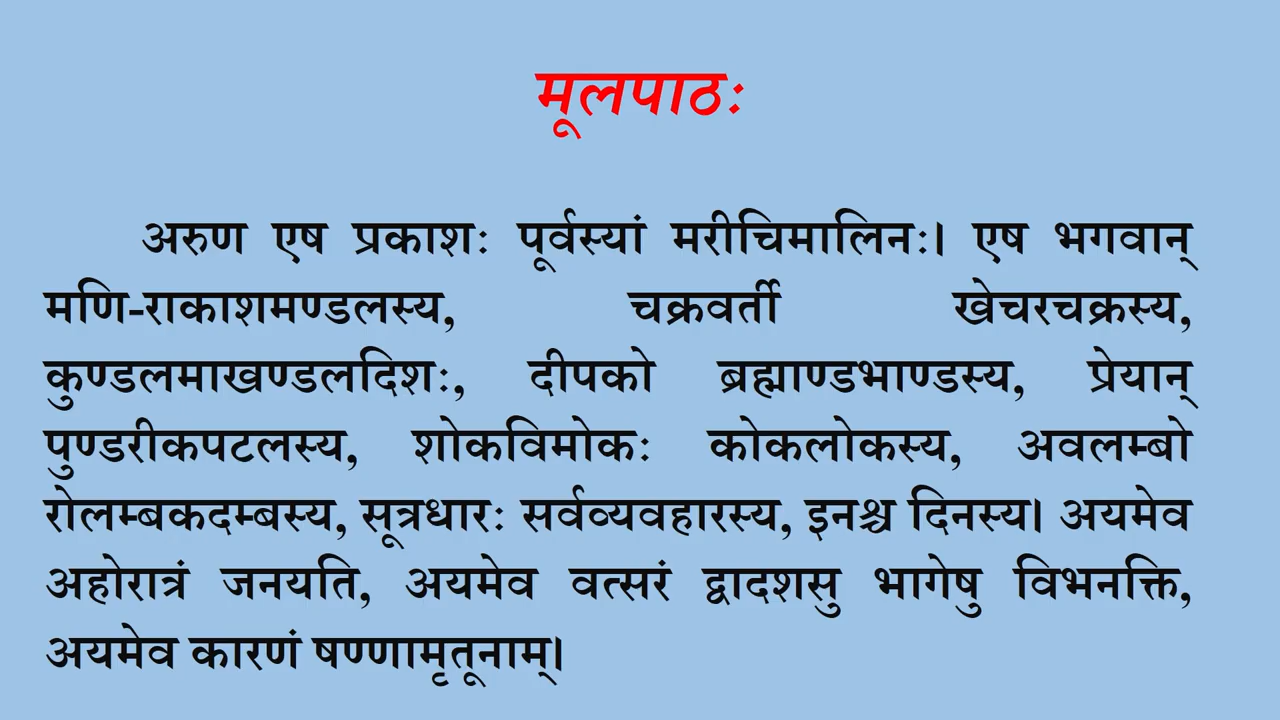 मूलपाठः
अरुण एष प्रकाशः पूर्वस्यां मरीचिमालिनः। एष भगवान्
मणि-राकाशमण्डलस्य, चक्रवर्ती खेचरचक्रस्य,
कुण्डलमाखण्डलदिशः, दीपको ब्रह्माण्डभाण्डस्य, प्रेयान्
पुण्डरीकपटलस्य, शोकविमोकः कोकलोकस्य, अवलम्बो
रोलम्बकदम्बस्य, सूत्रधारः सर्वव्यवहारस्य, इनश्च दिनस्य। अयमेव
अहोरात्रं जनयति, अयमेव वत्सरं द्वादशसु भागेषु विभनक्ति,
अयमेव कारणं षण्णामृतूनाम्।